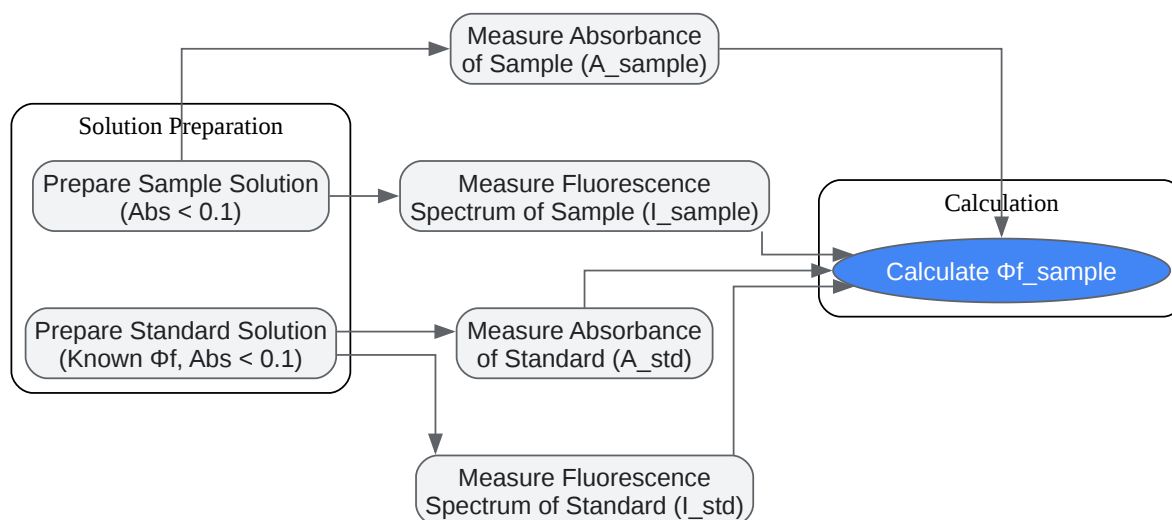 Measure Absorbance
of Sample (A_sample)
Solution Preparation
Prepare Sample Solution
(Abs < 0.1)
Measure Fluorescence
Spectrum of Sample (I_sample)
Calculation
Calculate Φf_sample
Prepare Standard Solution
(Known Φf, Abs < 0.1)
Measure Absorbance
of Standard (A_std)
Measure Fluorescence
Spectrum of Standard (I_std)